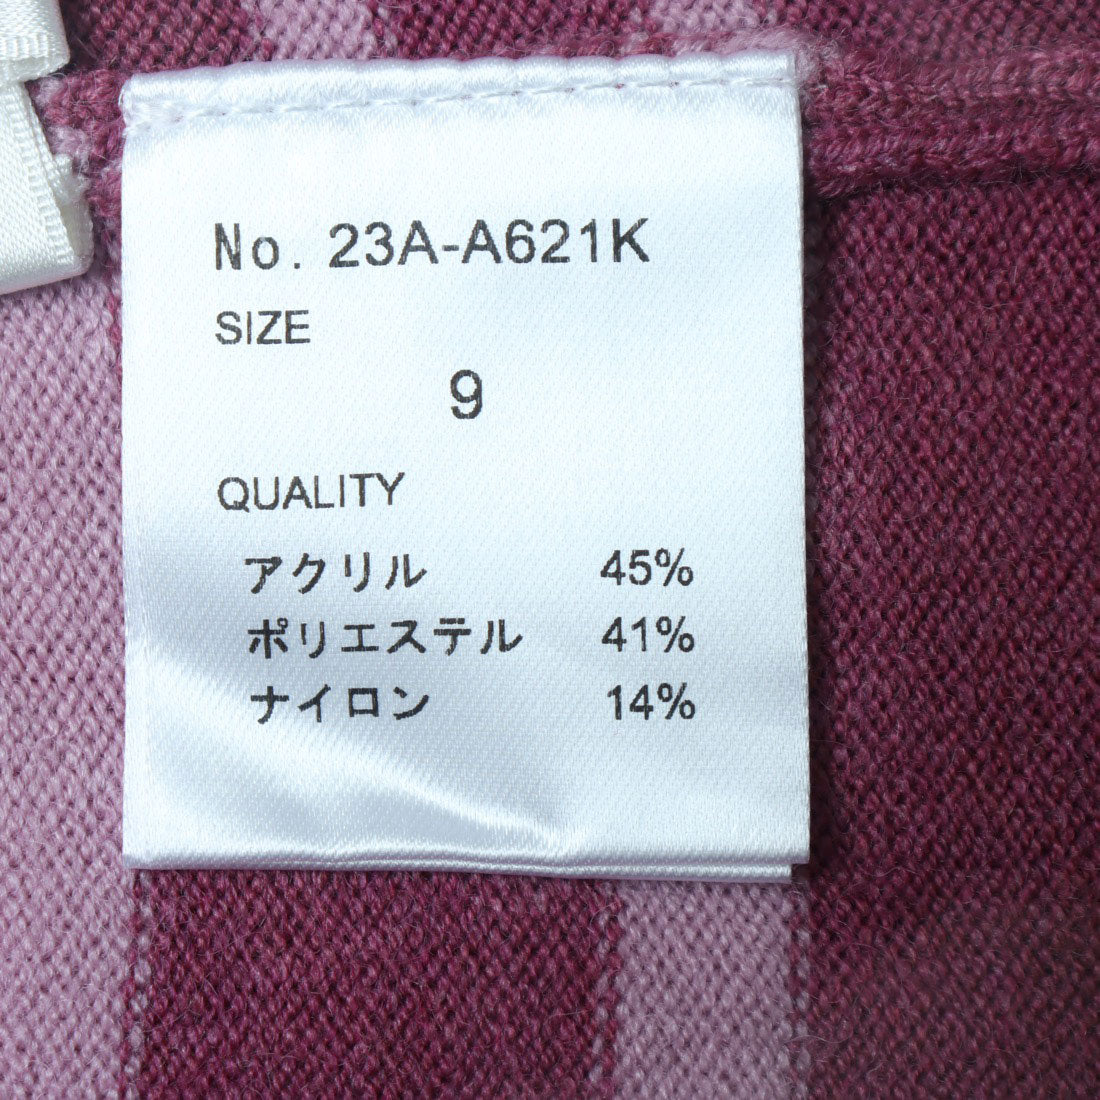 No. 23A-A621K
SIZE
9
QUALITY
アクリル 45%
ポリエステル 41%
ナイロン 14%